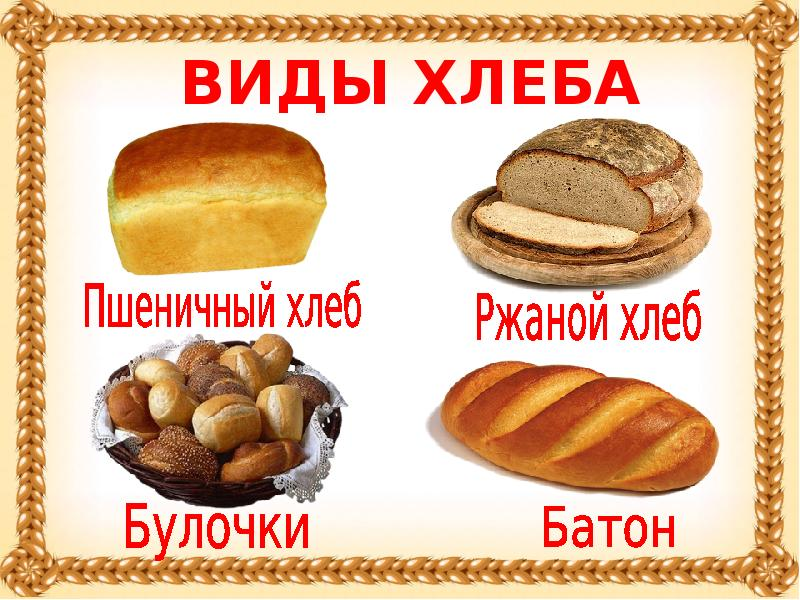 ВИДЫ ХЛЕБА
Пшеничный хлеб
Ржаной хлеб
Булочки
Батон